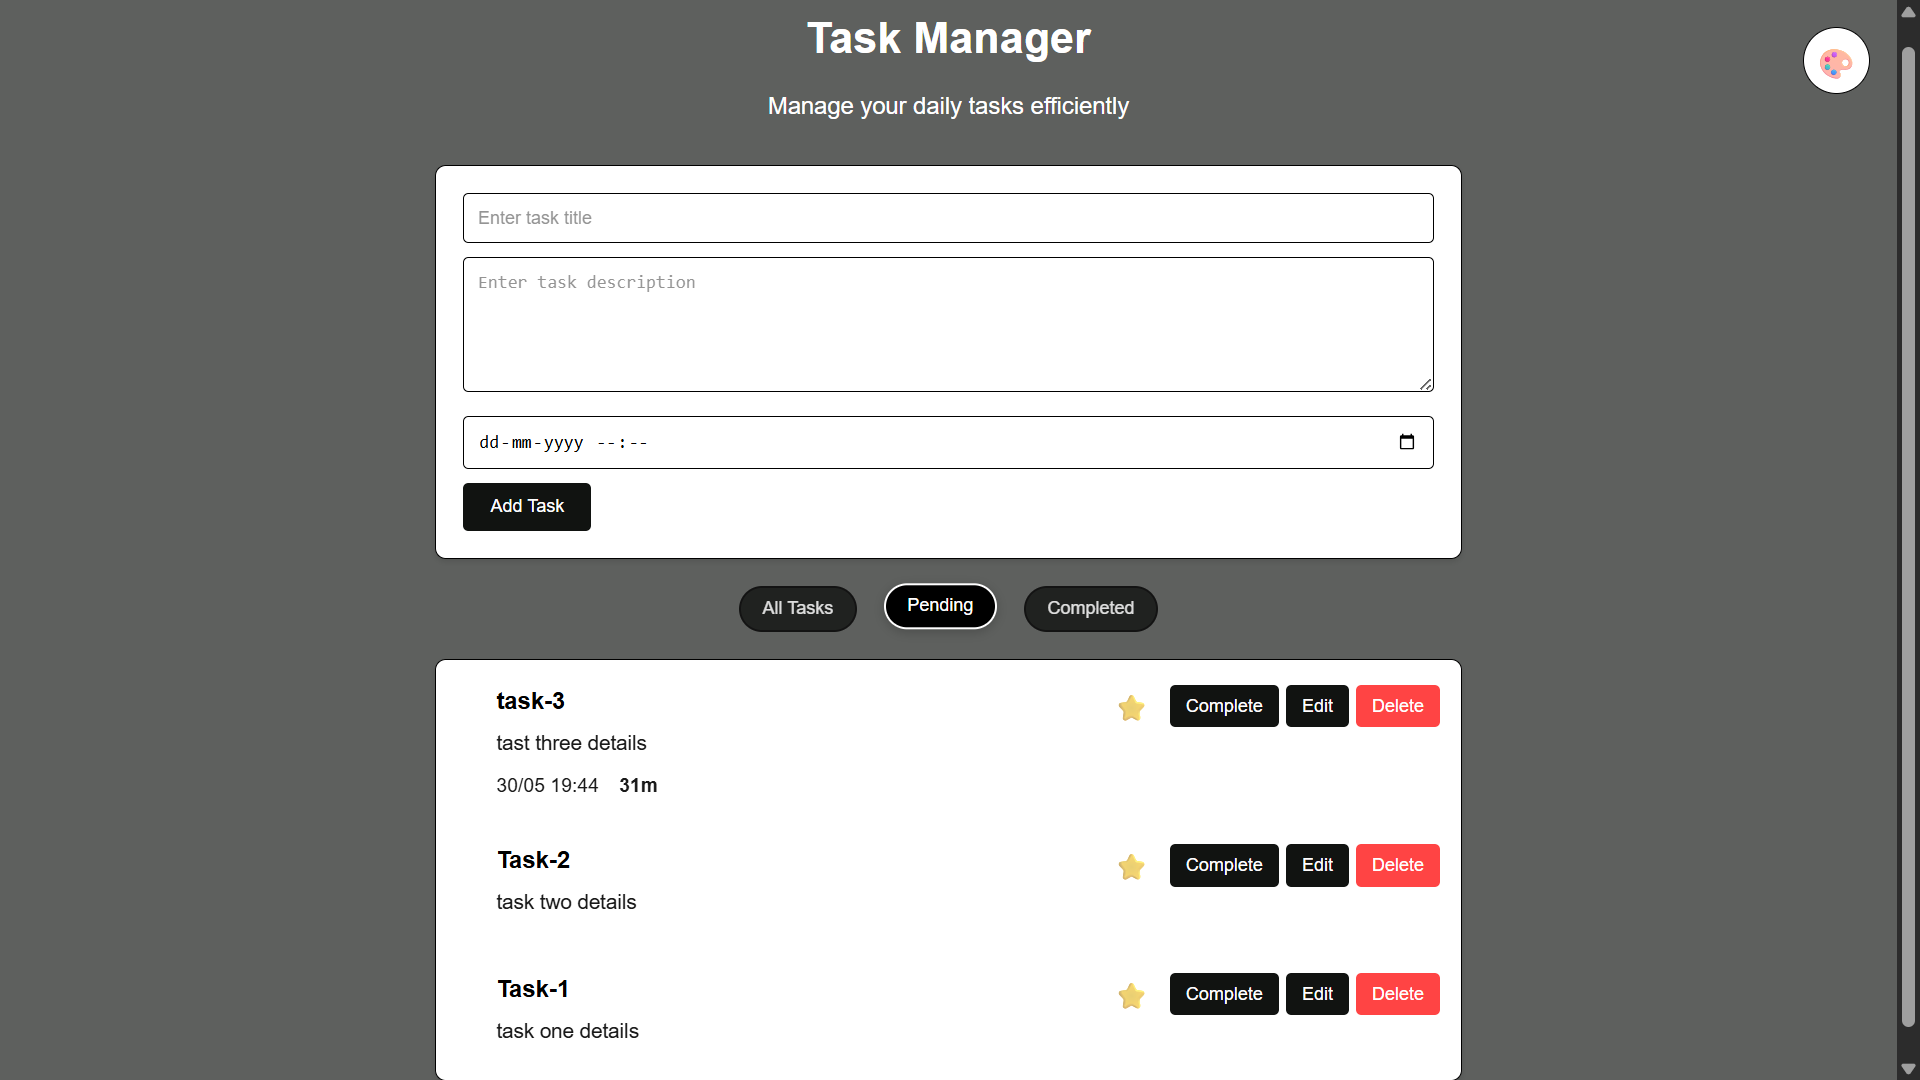 Task Manager
Manage your daily tasks efficiently
Enter task title
Enter task description
dd-mm-yyyy --:--
Add Task
All Tasks Pending Completed
task-3 Complete Edit Delete
tast three details
30/05 19:44 31m
Task-2 Complete Edit Delete
task two details
Task-1 Complete Edit Delete
task one details